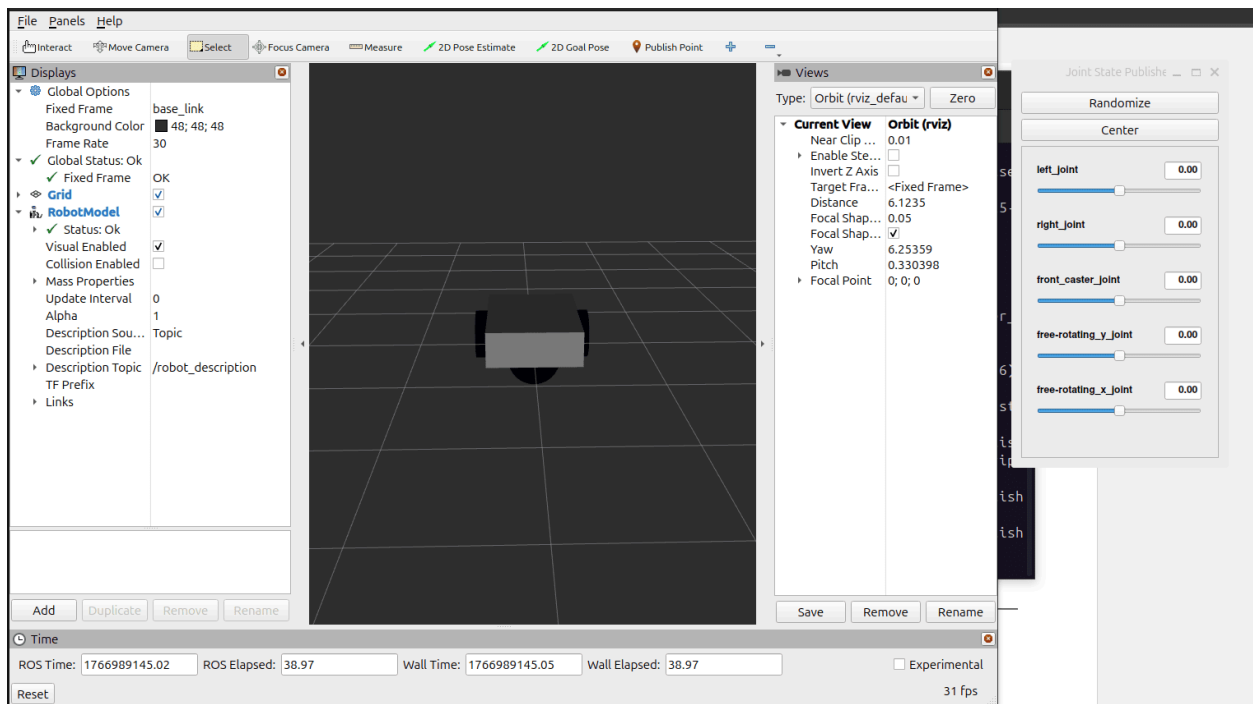 File Panels Help
Interact Move Camera Select Focus Camera Measure 2D Pose Estimate 2D Goal Pose Publish Point
Displays
Global Options
Fixed Frame base_link
Background Color 48; 48; 48
Frame Rate 30
Global Status: Ok
Fixed Frame OK
Grid
RobotModel
Status: Ok
Visual Enabled
Collision Enabled
Mass Properties
Update Interval 0
Alpha 1
Description Sou... Topic
Description File
Description Topic /robot_description
TF Prefix
Links
Add Duplicate Remove Rename
Views
Type: Orbit (rviz_defau Zero
Current View Orbit (rviz)
Near Clip ... 0.01
Enable Ste...
Invert Z Axis
Target Fra... <Fixed Frame>
Distance 6.1235
Focal Shap... 0.05
Focal Shap...
Yaw 6.25359
Pitch 0.330398
Focal Point 0; 0; 0
Save Remove Rename
Joint State Publishe
Randomize
Center
left_joint 0.00
right_joint 0.00
front_caster_joint 0.00
free-rotating_y_joint 0.00
free-rotating_x_joint 0.00
se
5-
r_
6)
st
is
ip
ish
ish
Time
ROS Time: 1766989145.02 ROS Elapsed: 38.97 Wall Time: 1766989145.05 Wall Elapsed: 38.97 Experimental
Reset 31 fps